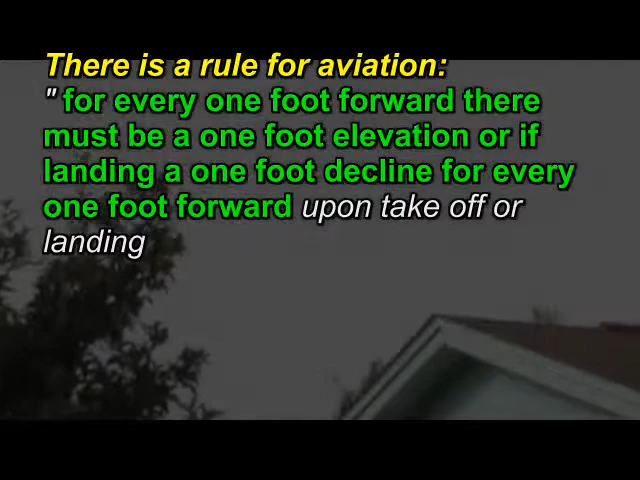 There is a rule for aviation:
" for every one foot forward there
must be a one foot elevation or if
landing a one foot decline for every
one foot forward upon take off or
landing